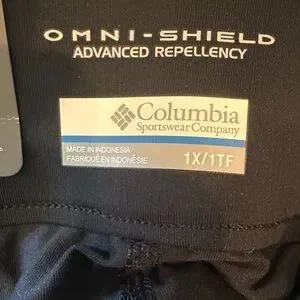 OMNI-SHIELD
ADVANCED REPELLENCY
Columbia
Sportswear Company
MADE IN INDONESIA
FABRIQUÉ EN INDONÉSIE
1X/1TF